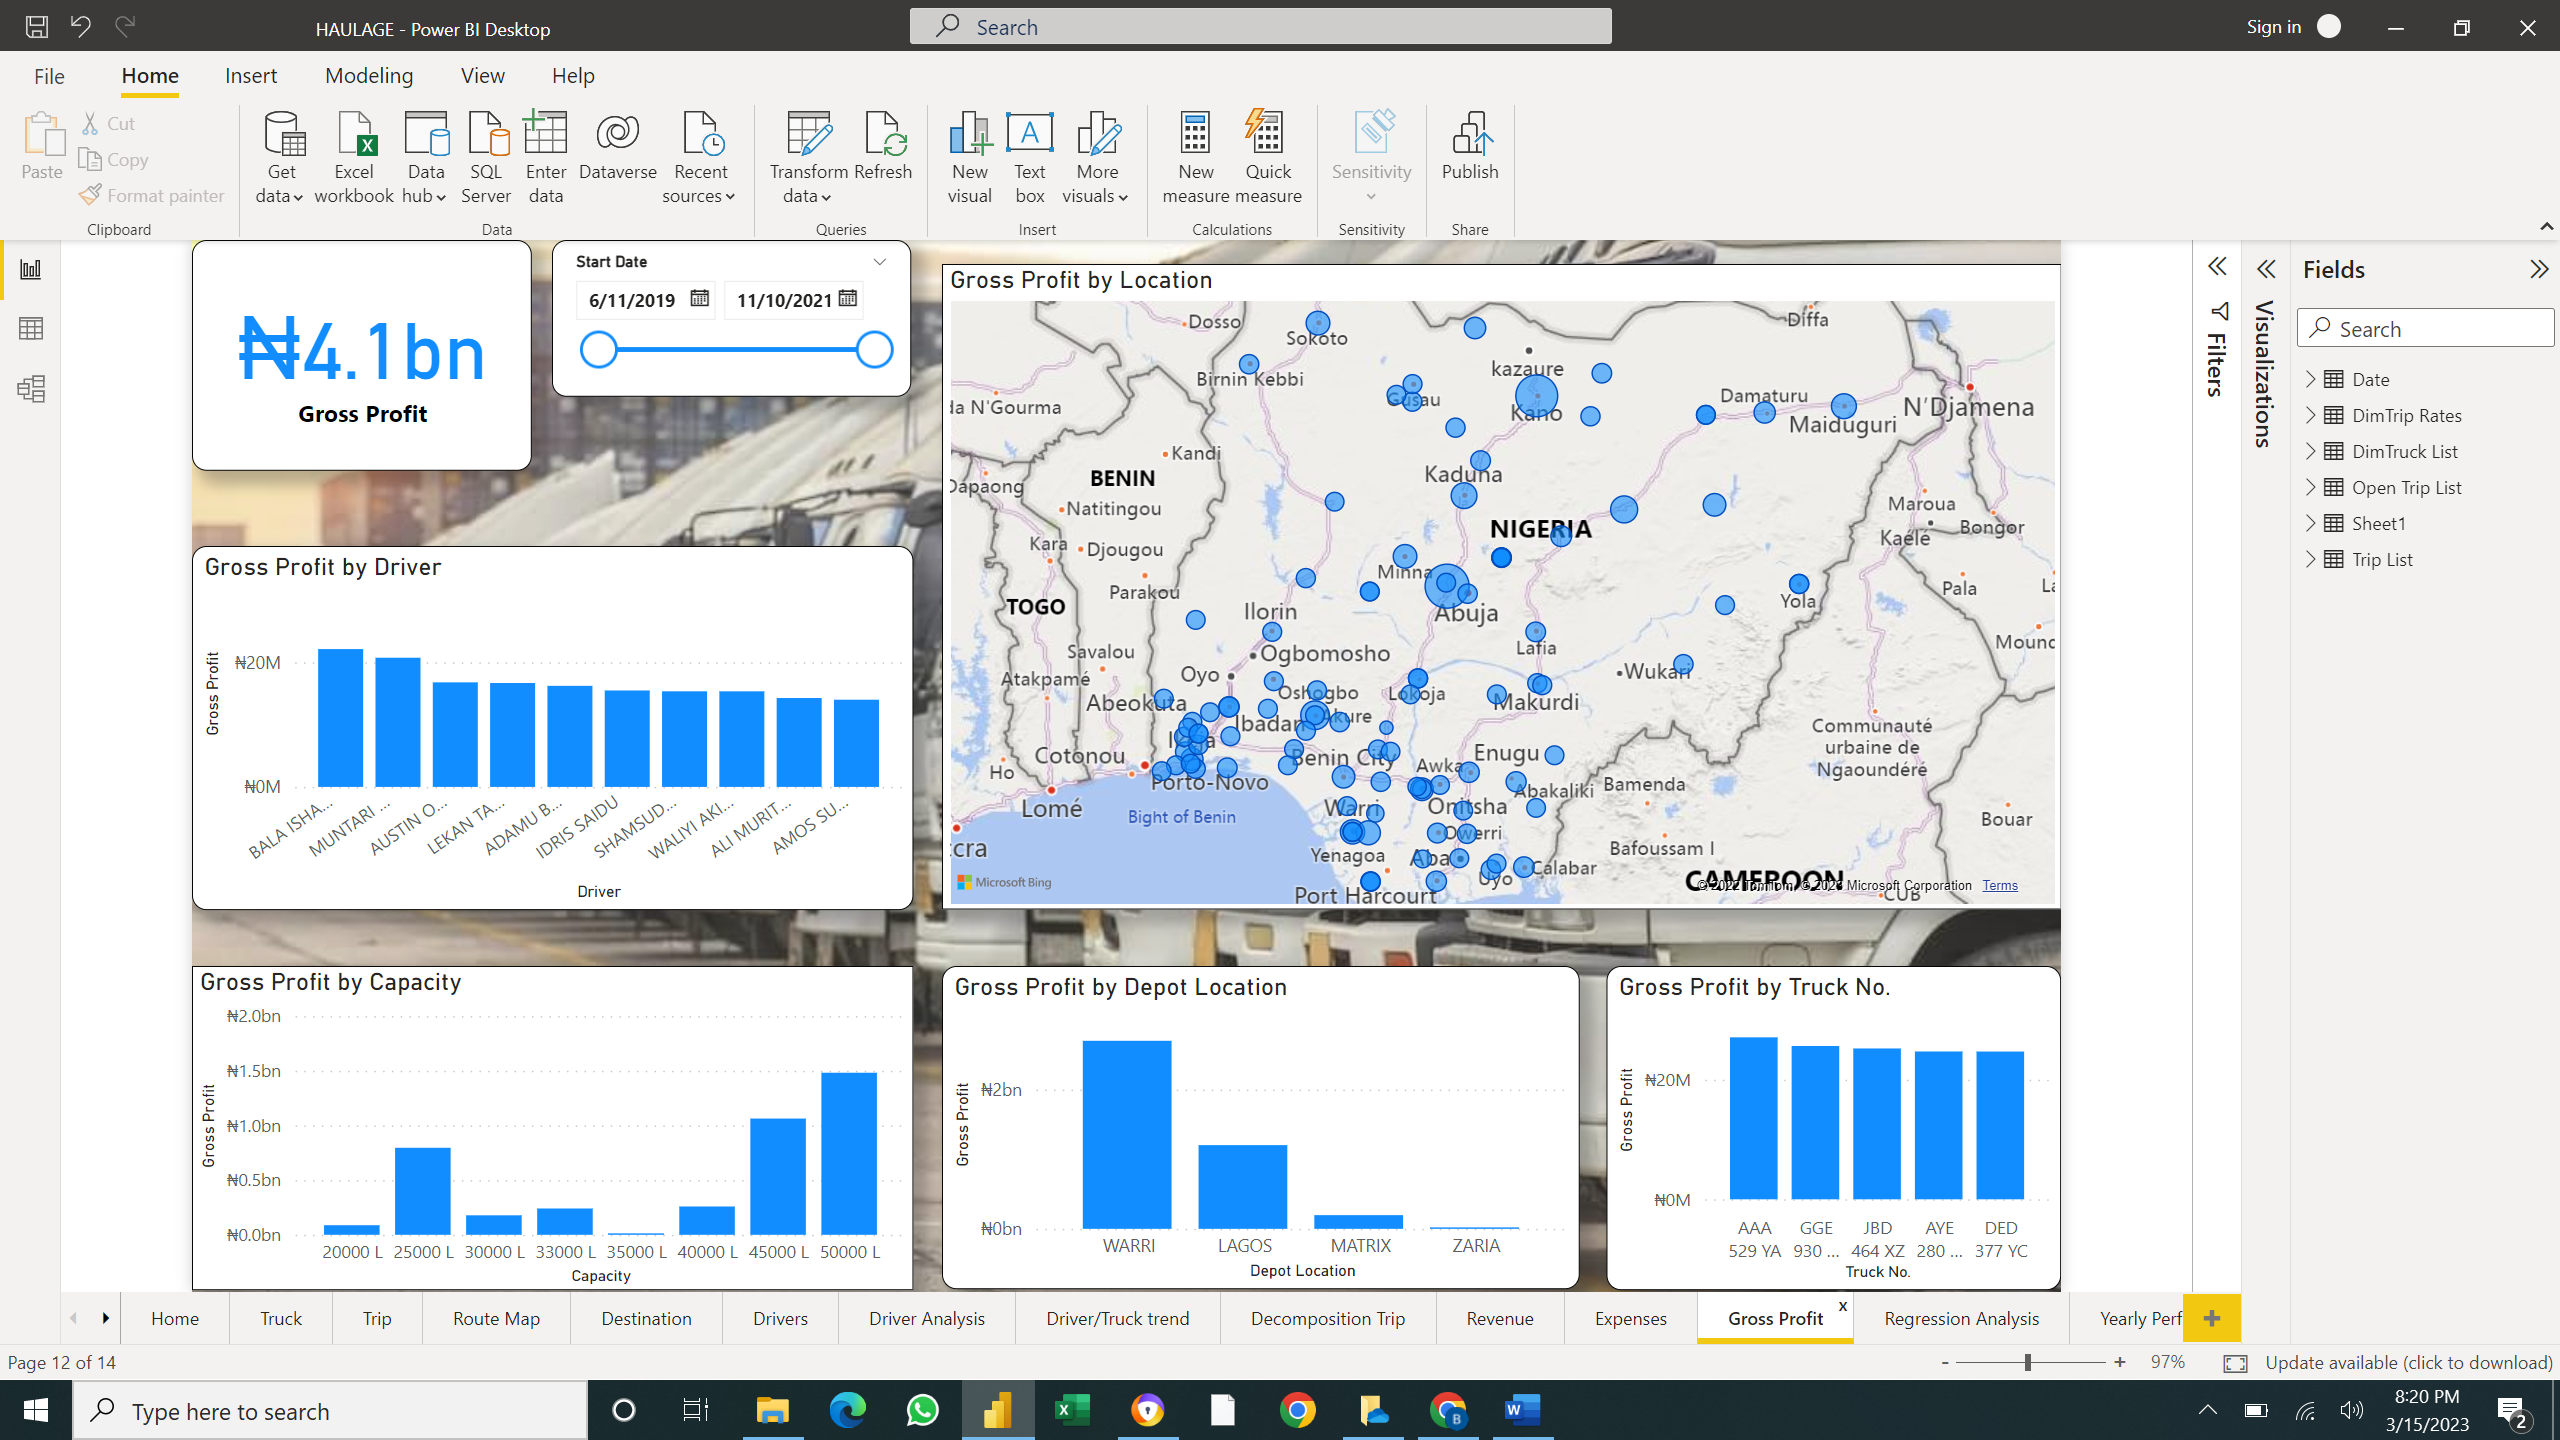 HAULAGE - Power BI Desktop
Search
Sign in
File
Home
Insert
Modeling
View
Help
Paste
Cut
Copy
Format painter
Clipboard
Get data
Excel workbook
Data hub
SQL Server
Enter data
Dataverse
Recent sources
Data
Transform data
Refresh
Queries
New visual
Text box
More visuals
Insert
New measure
Quick measure
Calculations
Sensitivity
Sensitivity
Publish
Share
₦4.1bn
Gross Profit
Start Date
6/11/2019
11/10/2021
Gross Profit by Driver
Gross Profit
₦20M
₦0M
BALA ISHA...
MUNTARI ...
AUSTIN O...
LEKAN TA...
ADAMU B...
IDRIS SAIDU
SHAMSUD...
WALIYI AKI...
ALI MURIT...
AMOS SU...
Driver
Gross Profit by Location
Dosso
Sokoto
Diffa
kazaure
Birnin Kebbi
Gusau
Kano
Damaturu
Maiduguri
N'Djamena
da N'Gourma
Kandi
BENIN
Kaduna
Dapaong
Natitingou
NIGERIA
Maroua
Bongor
Kaélé
Kara
Djougou
Minna
Parakou
TOGO
Ilorin
Abuja
Yola
Pala
Savalou
Ogbomosho
Lafia
Mound
Atakpamé
Oyo
Oshogbo
Lokoja
Wukari
Abeokuta
Ibadan
Akure
Makurdi
Communauté
urbaine de
Ngaoundéré
Cotonou
Benin City
Enugu
Awka
Ho
Porto-Novo
Abakaliki
Bamenda
Lomé
Bight of Benin
Warri
Onitsha
Bouar
Owerri
ccra
Yenagoa
Aba
Calabar
Bafoussam I
Uyo
Port Harcourt
CAMEROON
CUB
Microsoft Bing
© 2022 TomTom, © 2023 Microsoft Corporation
Terms
Gross Profit by Capacity
Gross Profit
₦2.0bn
₦1.5bn
₦1.0bn
₦0.5bn
₦0.0bn
20000 L
25000 L
30000 L
33000 L
35000 L
40000 L
45000 L
50000 L
Capacity
Gross Profit by Depot Location
Gross Profit
₦2bn
₦0bn
WARRI
LAGOS
MATRIX
ZARIA
Depot Location
Gross Profit by Truck No.
Gross Profit
₦20M
₦0M
AAA 529 YA
GGE 930 ...
JBD 464 XZ
AYE 280 ...
DED 377 YC
Truck No.
Filters
Visualizations
Fields
Search
Date
DimTrip Rates
DimTruck List
Open Trip List
Sheet1
Trip List
Home
Truck
Trip
Route Map
Destination
Drivers
Driver Analysis
Driver/Truck trend
Decomposition Trip
Revenue
Expenses
Gross Profit
x
Regression Analysis
Yearly Perf
+
Page 12 of 14
-
+
97%
Update available (click to download)
Type here to search
8:20 PM
3/15/2023
2